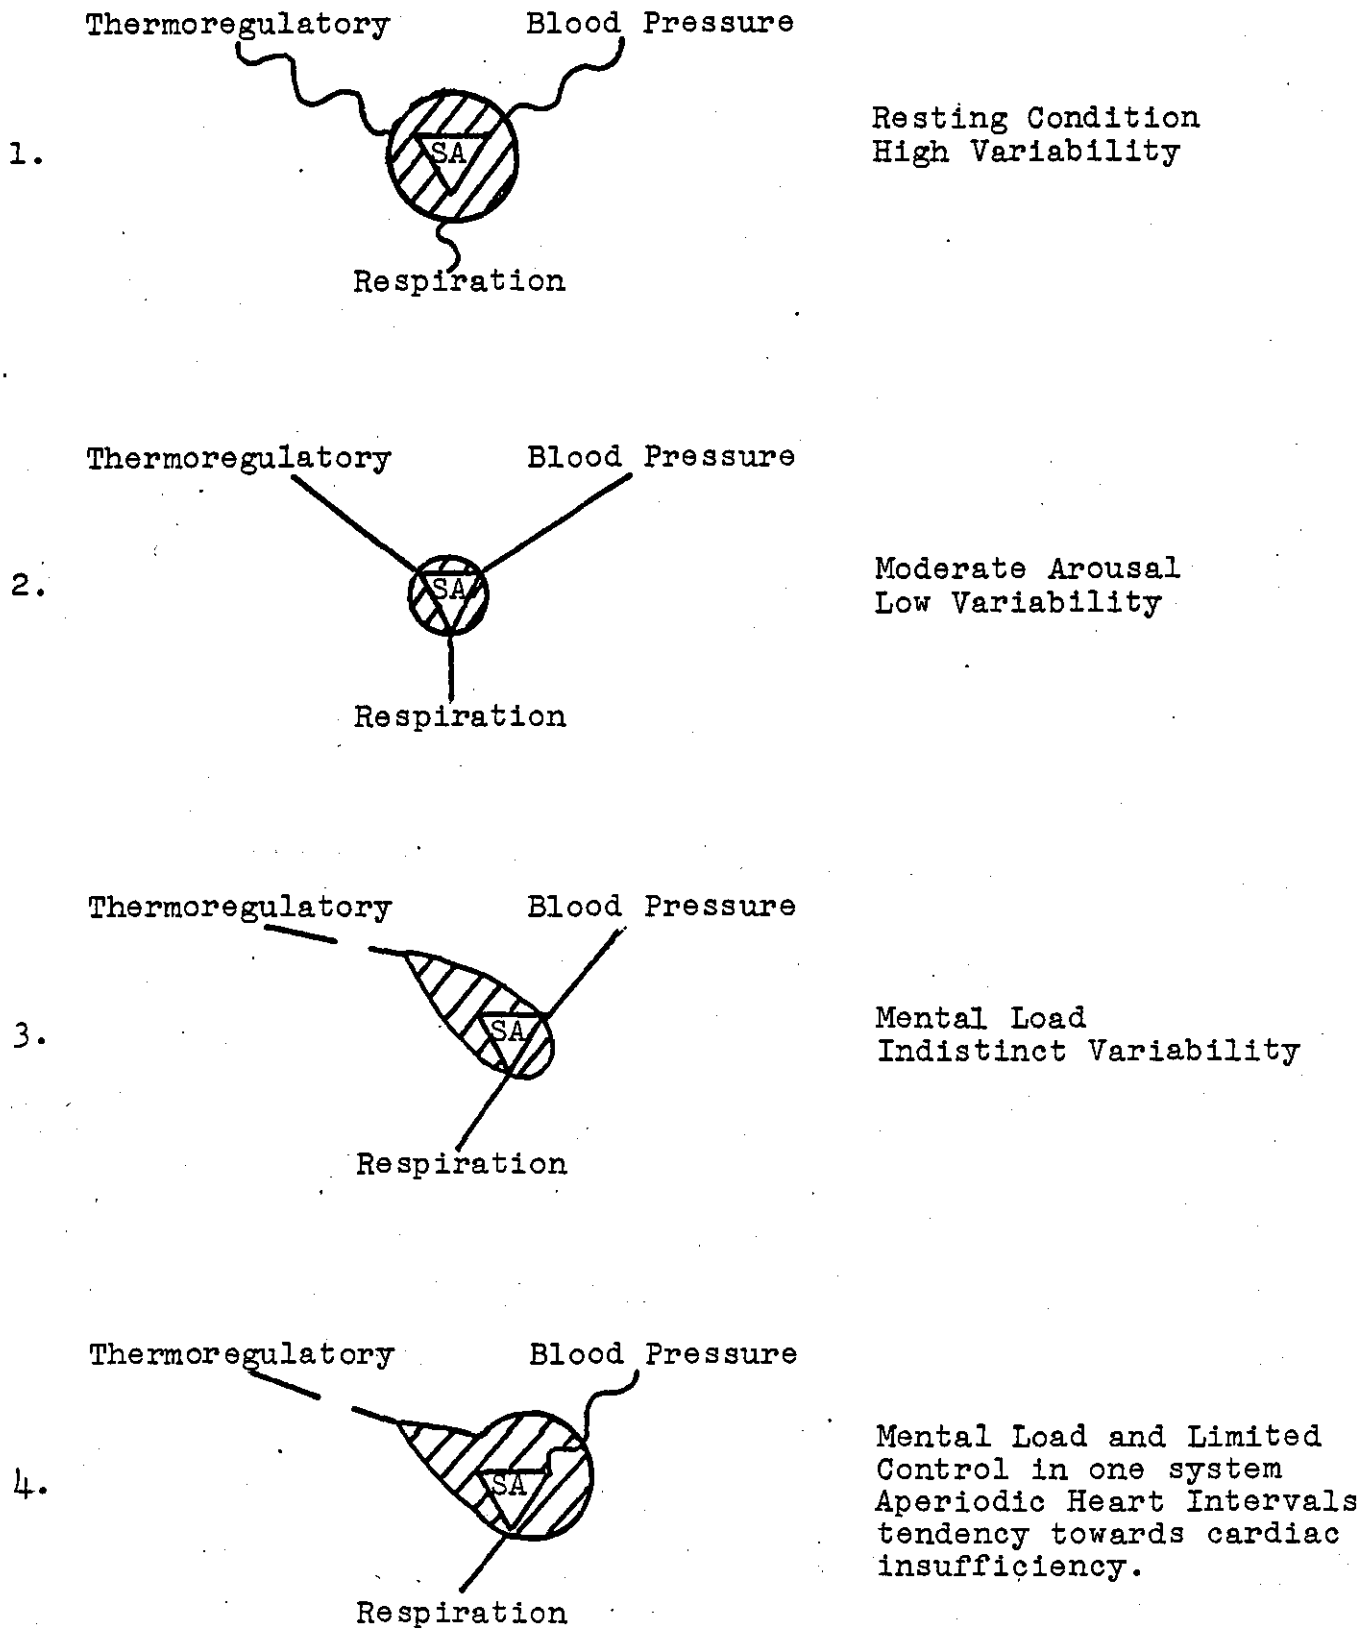 Thermoregulatory Blood Pressure
1.
SA
Resting Condition
High Variability
Respiration
Thermoregulatory Blood Pressure
2.
SA
Moderate Arousal
Low Variability
Respiration
Thermoregulatory Blood Pressure
3.
SA
Mental Load
Indistinct Variability
Respiration
Thermoregulatory Blood Pressure
4.
SA
Mental Load and Limited
Control in one system
Aperiodic Heart Intervals
tendency towards cardiac
insufficiency.
Respiration